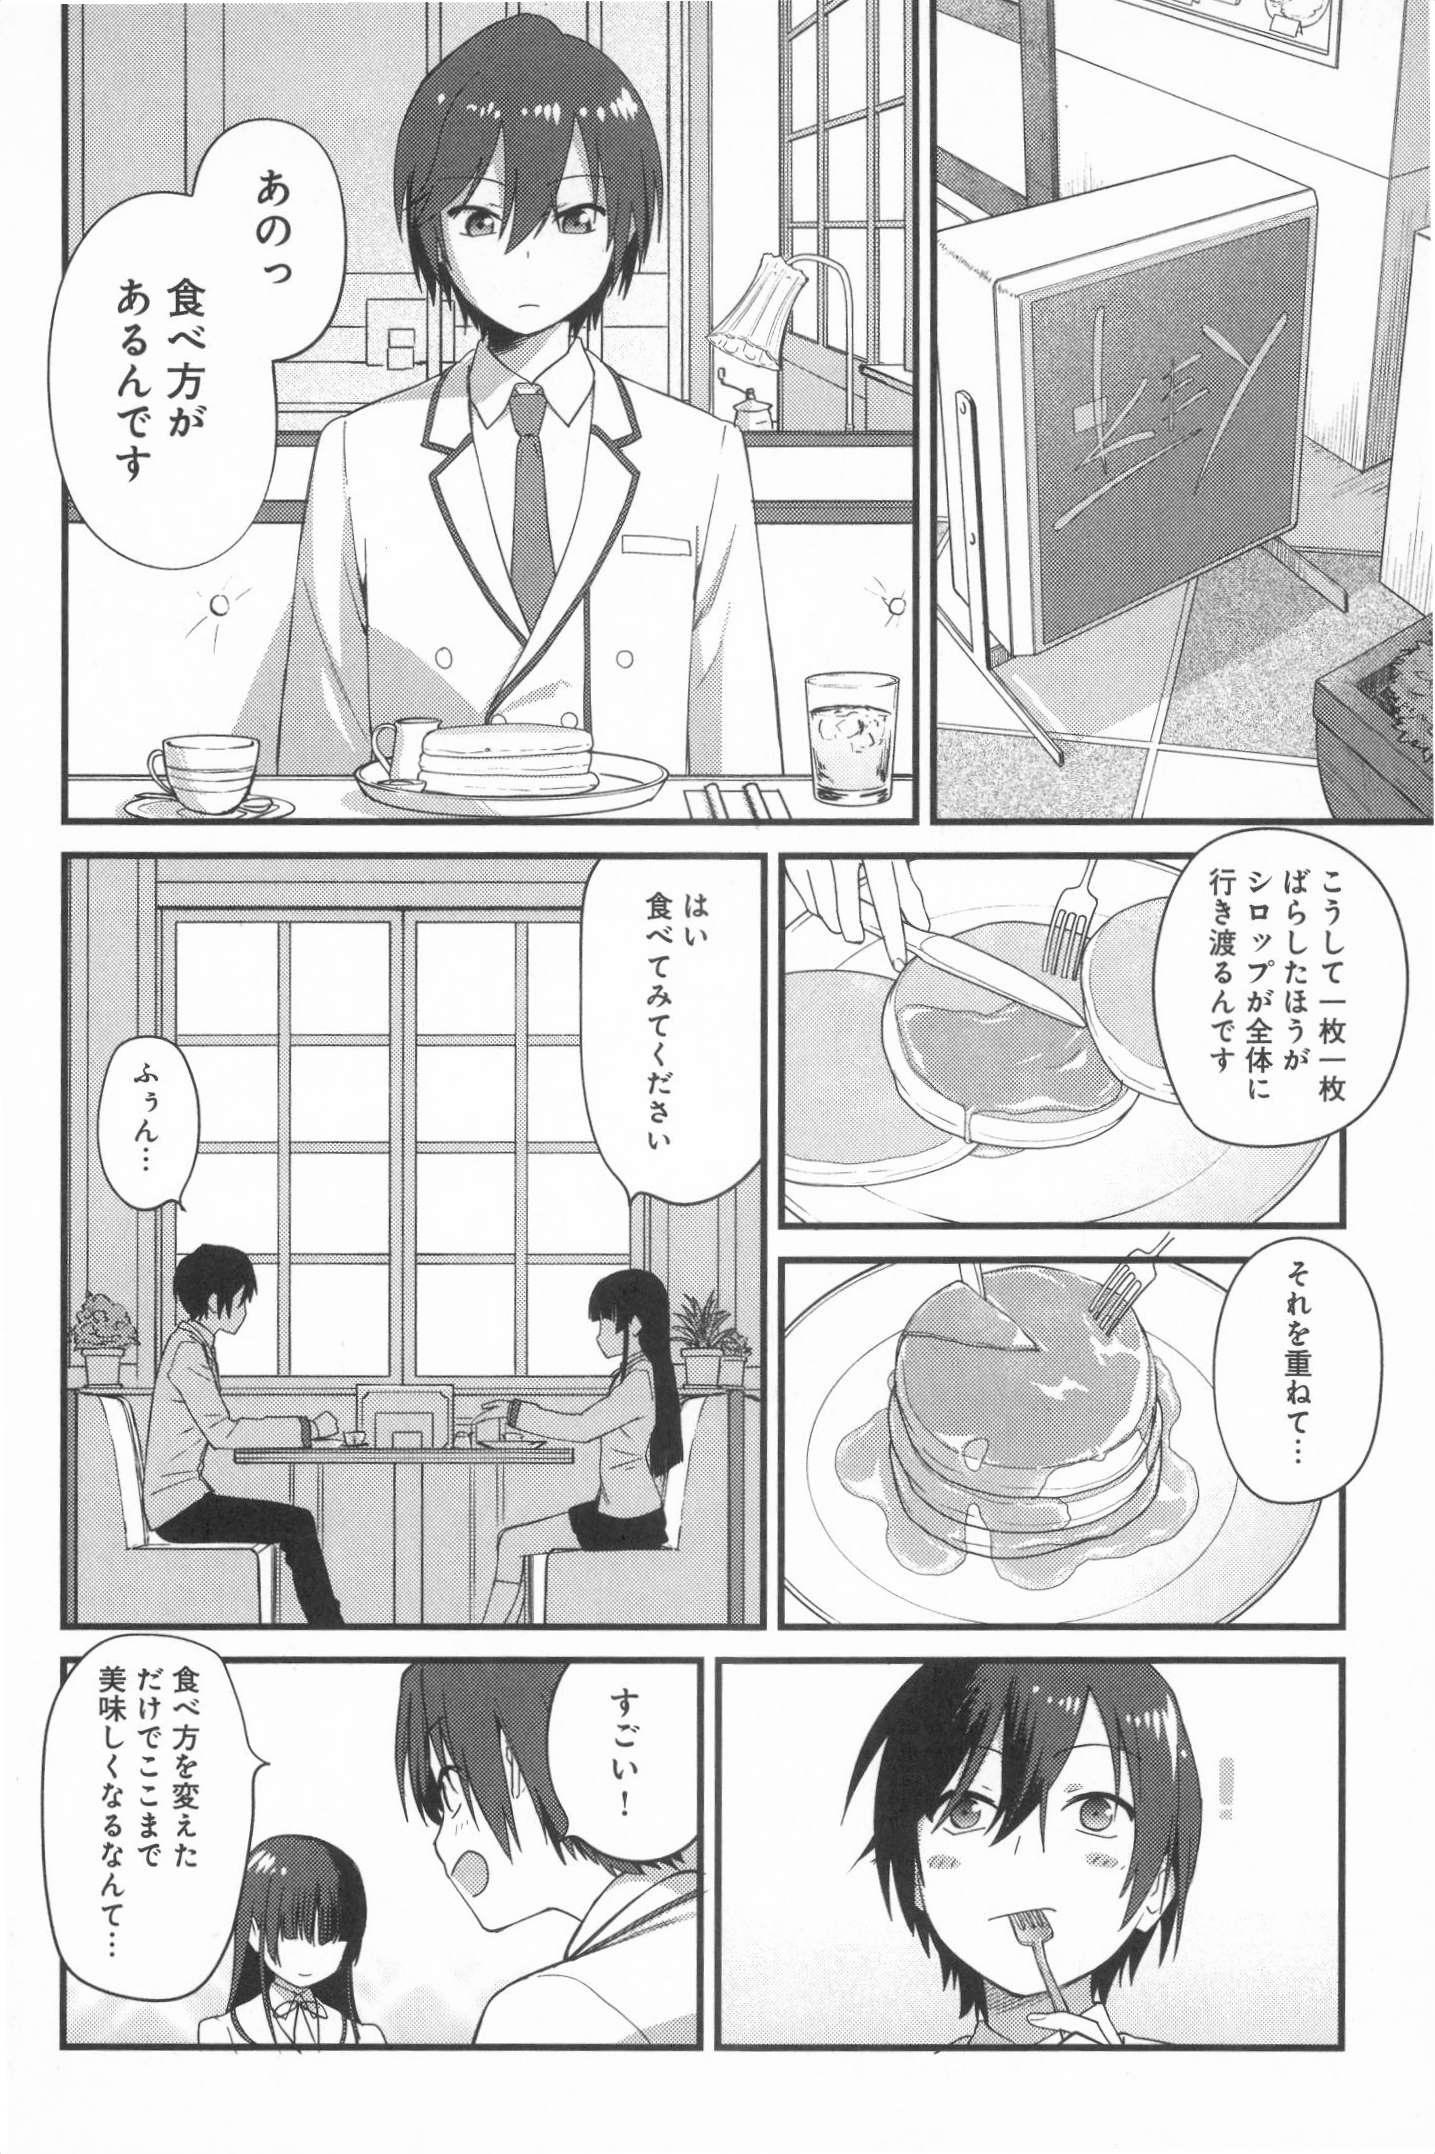 あのっ
食べ方が
あるんです
こうして一枚一枚
ばらしたほうが
シロップが全体に
行き渡るんです
それを重ねて…
はい
食べてみてください
ふぅん…
!
すごい!
食べ方を変えた
だけでここまで
美味しくなるなんて…